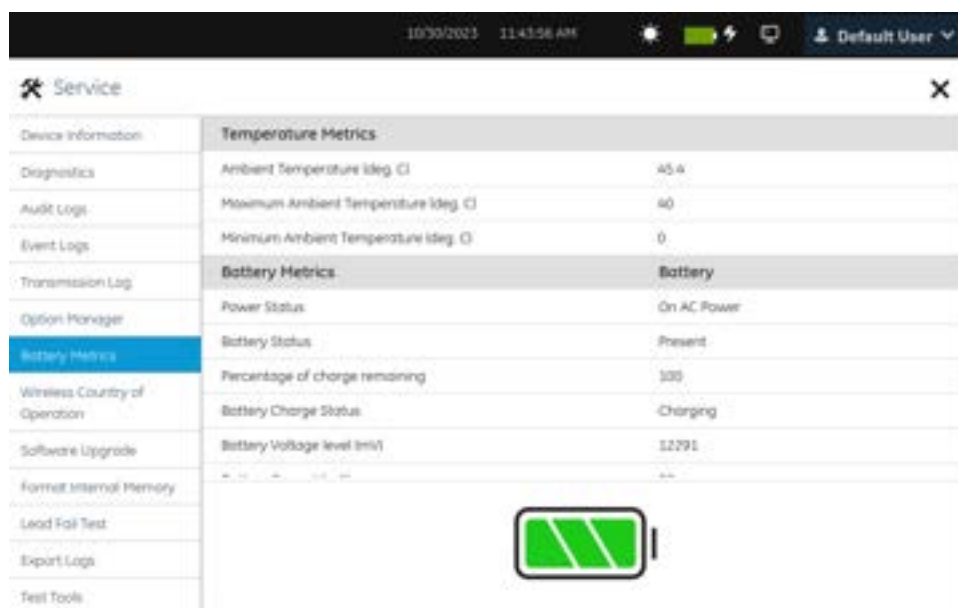 10/30/2023 11:43:56 AM Default User
Service
Device Information
Diagnostics
Audit Logs
Event Logs
Transmission Log
Option Manager
Battery Metrics
Wireless Country of
Operation
Software Upgrade
Format Internal Memory
Lead Fail Test
Export Logs
Test Tools
Temperature Metrics
Ambient Temperature (deg. C) 45.4
Maximum Ambient Temperature (deg. C) 40
Minimum Ambient Temperature (deg. C) 0
Battery Metrics Battery
Power Status On AC Power
Battery Status Present
Percentage of charge remaining 100
Battery Charge Status Charging
Battery Voltage level (mV) 12291